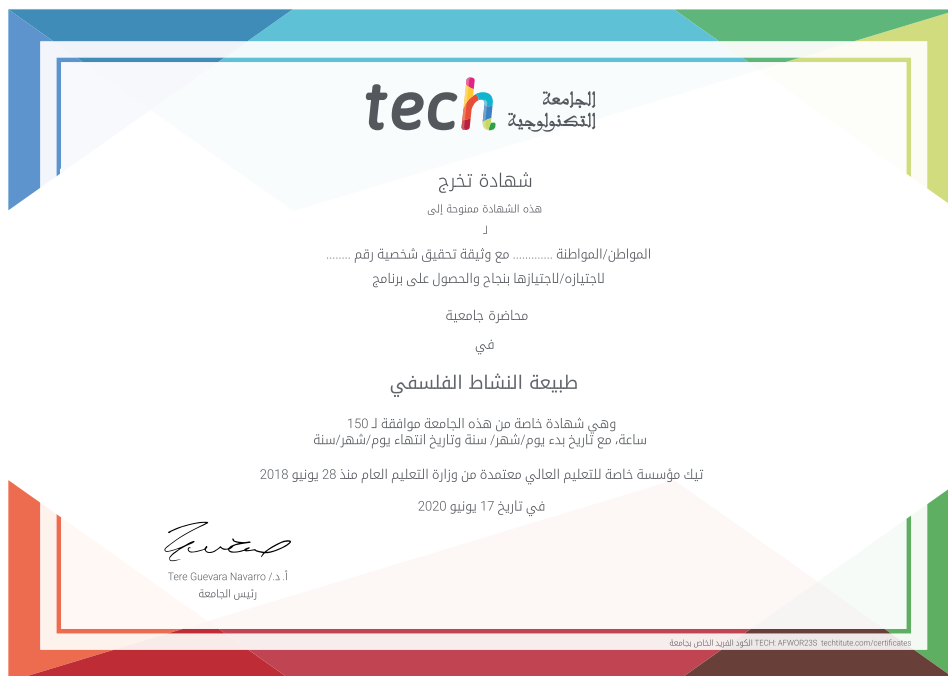 tech
الجامعة
التكنولوجية
شهادة تخرج
هذه الشهادة ممنوحة إلى
لـ
المواطن/المواطنة ............. مع وثيقة تحقيق شخصية رقم ........
لاجتيازه/لاجتيازها بنجاح والحصول على برنامج
محاضرة جامعية
في
طبيعة النشاط الفلسفي
وهي شهادة خاصة من هذه الجامعة موافقة لـ 150
ساعة، مع تاريخ بدء يوم/شهر/ سنة وتاريخ انتهاء يوم/شهر/سنة
تيك مؤسسة خاصة للتعليم العالي معتمدة من وزارة التعليم العام منذ 28 يونيو 2018
في تاريخ 17 يونيو 2020
أ. د./ Tere Guevara Navarro
رئيس الجامعة
الكود الفريد الخاص بجامعة TECH: AFWOR23S techtitute.com/certificates